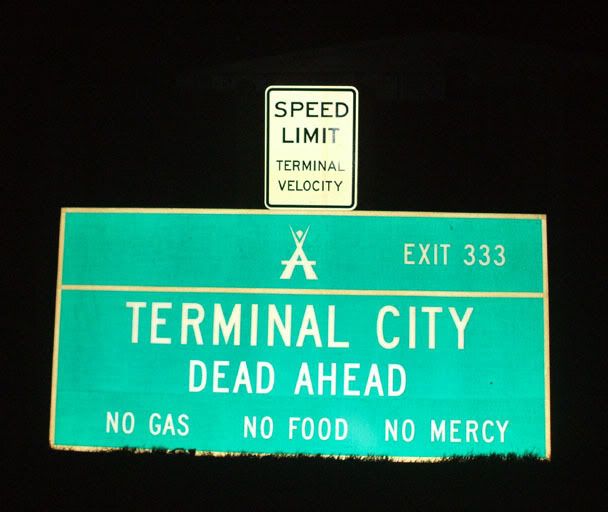 SPEED
LIMIT
TERMINAL
VELOCITY
EXIT 333
TERMINAL CITY
DEAD AHEAD
NO GAS NO FOOD NO MERCY